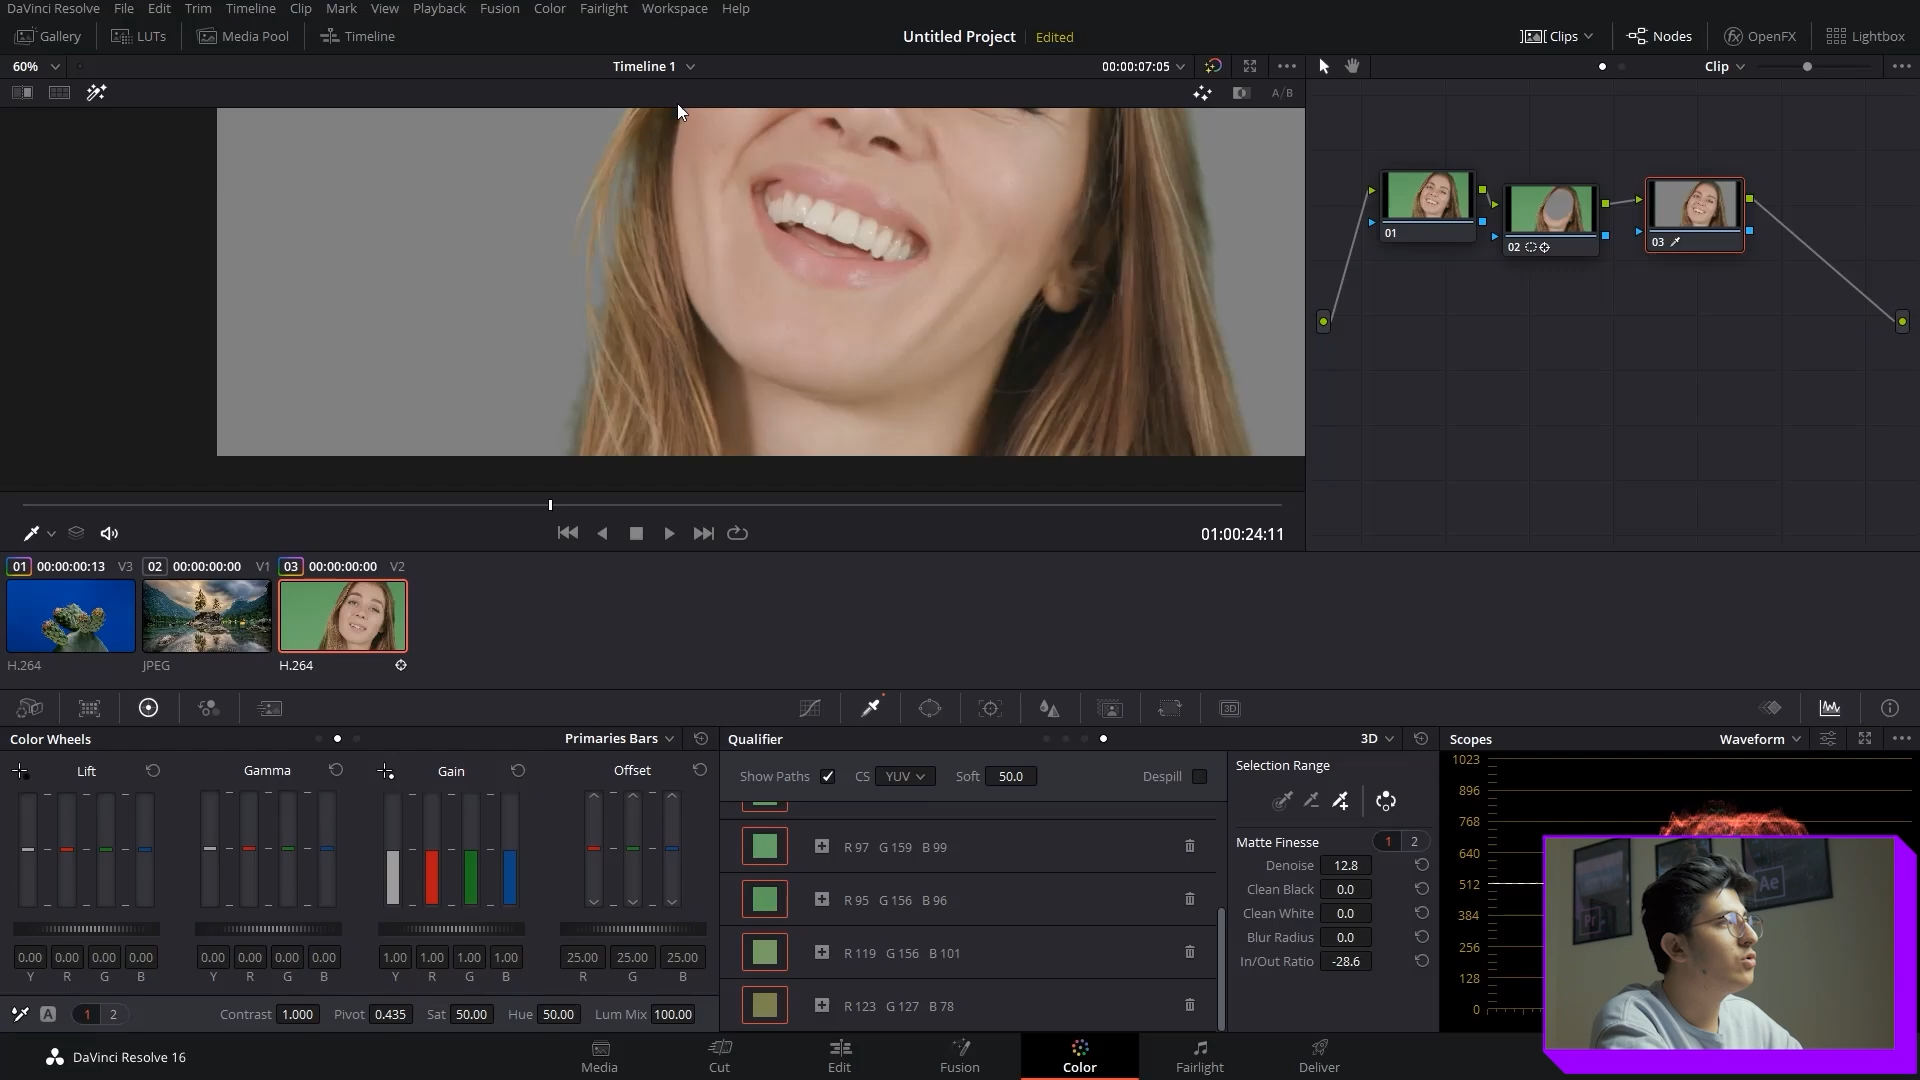 DaVinci Resolve File Edit Trim Timeline Clip Mark View Playback Fusion Color Fairlight Workspace Help
Gallery LUTs Media Pool Timeline Untitled Project Edited Clips Nodes OpenFX Lightbox
60% Timeline 1 00:00:07:05 Clip
A/B
01
02
03
01:00:24:11
01 00:00:00:13 V3 02 00:00:00:00 V1 03 00:00:00:00 V2
H.264 JPEG H.264
3D
Color Wheels Primaries Bars Qualifier 3D Scopes Waveform
Lift Gamma Gain Offset
Show Paths CS YUV Soft 50.0 Despill
Selection Range
R 97 G 159 B 99
R 95 G 156 B 96
R 119 G 156 B 101
R 123 G 127 B 78
Matte Finesse 1 2
Denoise 12.8
Clean Black 0.0
Clean White 0.0
Blur Radius 0.0
In/Out Ratio -28.6
1023
896
768
640
512
384
256
128
0
0.00 0.00 0.00 0.00 0.00 0.00 0.00 0.00 1.00 1.00 1.00 1.00 25.00 25.00 25.00
Y R G B Y R G B Y R G B R G B
A 1 2 Contrast 1.000 Pivot 0.435 Sat 50.00 Hue 50.00 Lum Mix 100.00
Pr
Ae
DaVinci Resolve 16 Media Cut Edit Fusion Color Fairlight Deliver